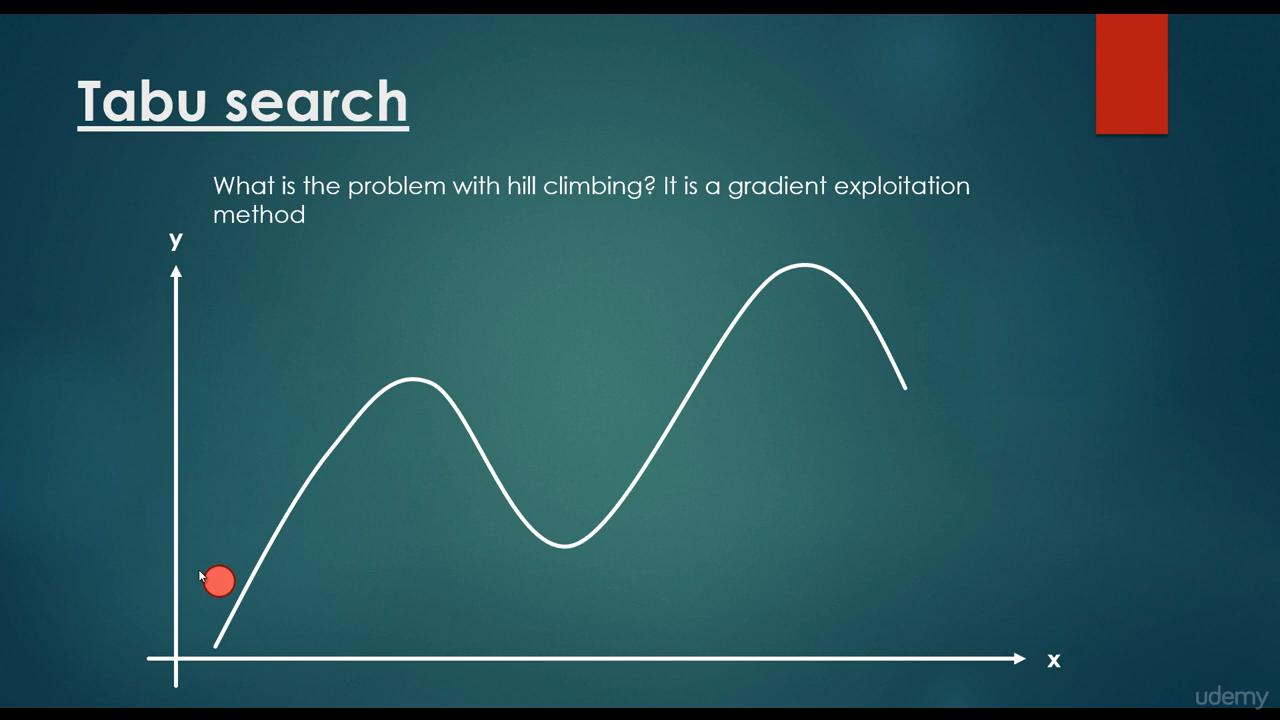 Tabu search
What is the problem with hill climbing? It is a gradient exploitation
method
y
x
udemy